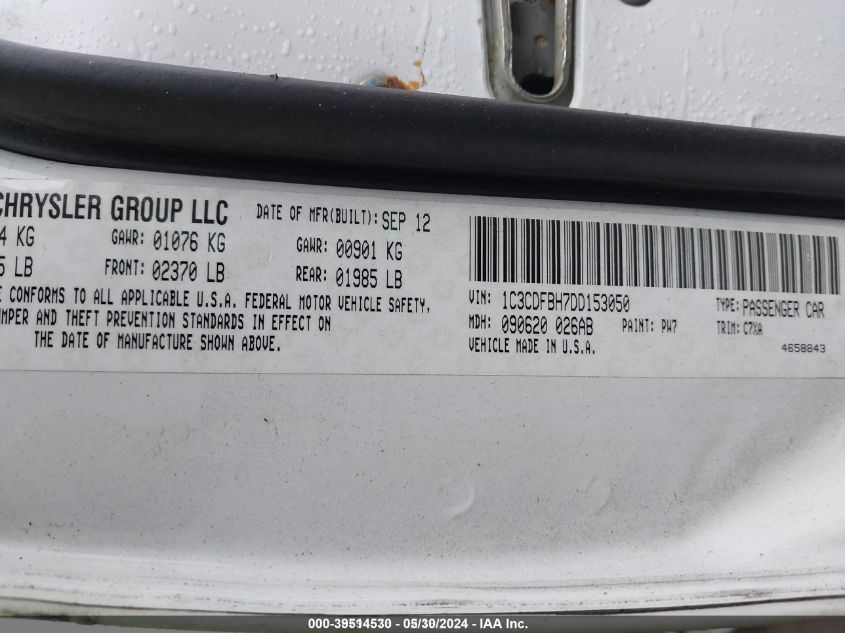 CHRYSLER GROUP LLC DATE OF MFR(BUILT): SEP 12
4 KG GAWR: 01076 KG GAWR: 00901 KG
5 LB FRONT: 02370 LB REAR: 01985 LB
E CONFORMS TO ALL APPLICABLE U.S.A. FEDERAL MOTOR VEHICLE SAFETY,
MPER AND THEFT PREVENTION STANDARDS IN EFFECT ON
THE DATE OF MANUFACTURE SHOWN ABOVE.
VIN: 1C3CDFBH7DD153050 TYPE: PASSENGER CAR
MDH: 090620 026AB PAINT: PW7 TRIM: C7XA
VEHICLE MADE IN U.S.A. 4658843
000-39514530 - 05/30/2024 - IAA Inc.